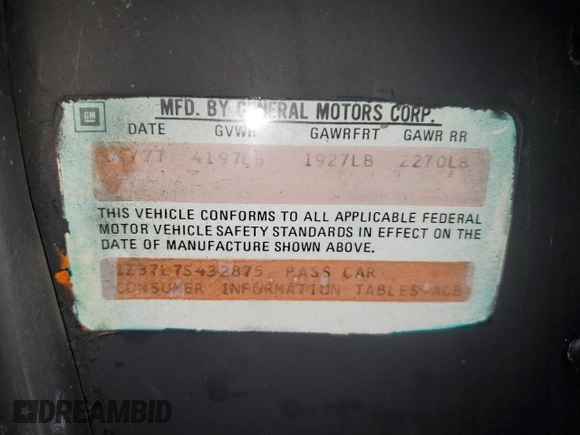 GM
MFD. BY GENERAL MOTORS CORP.
DATE GVWR GAWRFRT GAWR RR
4197LB 1927LB 2270LB
THIS VEHICLE CONFORMS TO ALL APPLICABLE FEDERAL
MOTOR VEHICLE SAFETY STANDARDS IN EFFECT ON THE
DATE OF MANUFACTURE SHOWN ABOVE.
1Z37L7S432875 PASS CAR
CONSUMER INFORMATION TABLES-ACB
DREAMBID